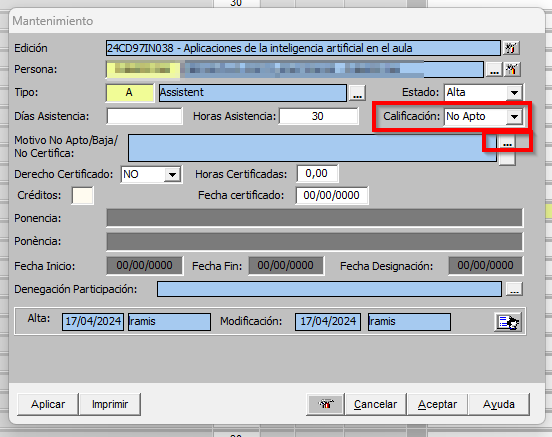 30
Mantenimiento
Edición 24CD97IN038 - Aplicaciones de la inteligencia artificial en el aula
Persona: ...
Tipo: A Assistent ... Estado: Alta
Días Asistencia: Horas Asistencia: 30 Calificación: No Apto
Motivo No Apto/Baja/ ...
No Certifica:
Derecho Certificado: NO Horas Certificadas: 0,00
Créditos: Fecha certificado: 00/00/0000
Ponencia:
Ponència:
Fecha Inicio: 00/00/0000 Fecha Fin: 00/00/0000 Fecha Designación: 00/00/0000
Denegación Participación: ...
Alta: 17/04/2024 Iramis Modificación: 17/04/2024 Iramis
Aplicar Imprimir Cancelar Aceptar Ayuda